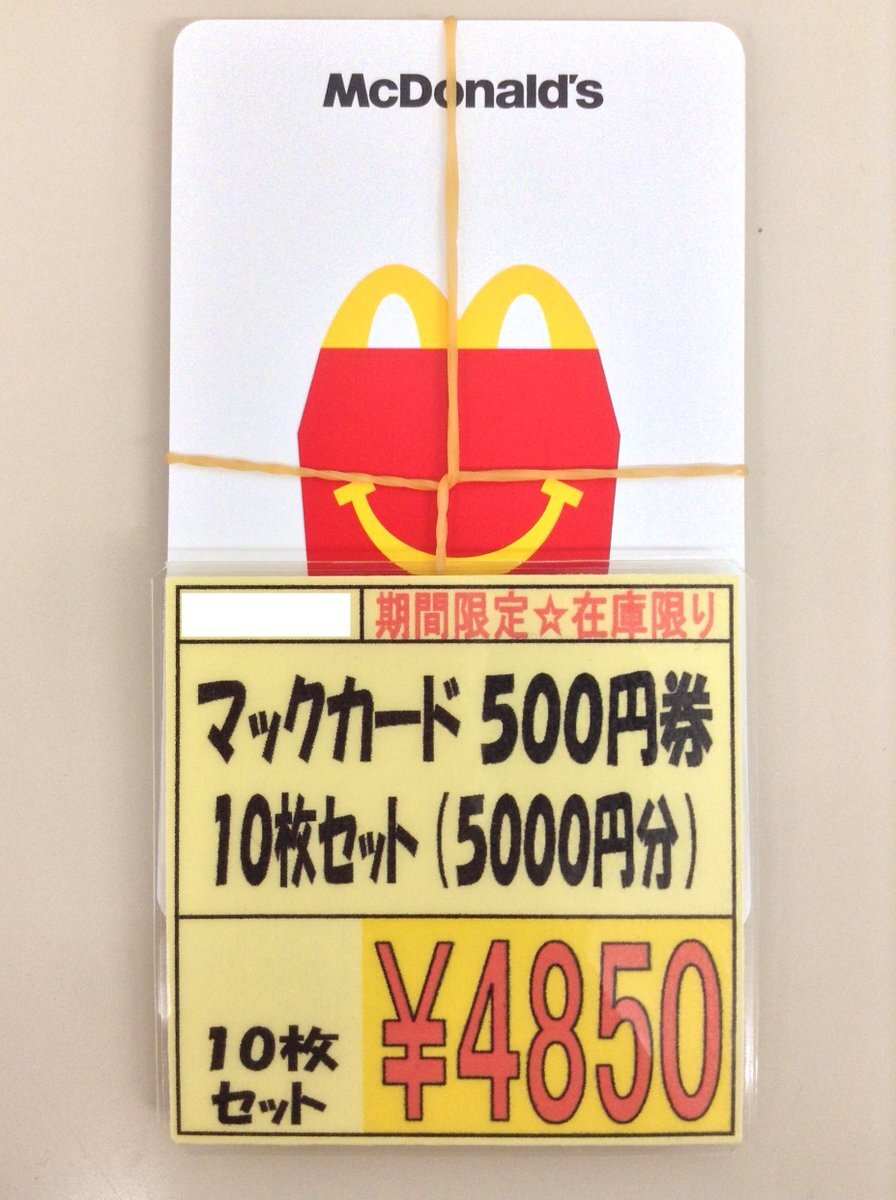 McDonald's
期間限定☆在庫限り
マックカード 500円券
10枚セット(5000円分)
10枚
セット
¥4850